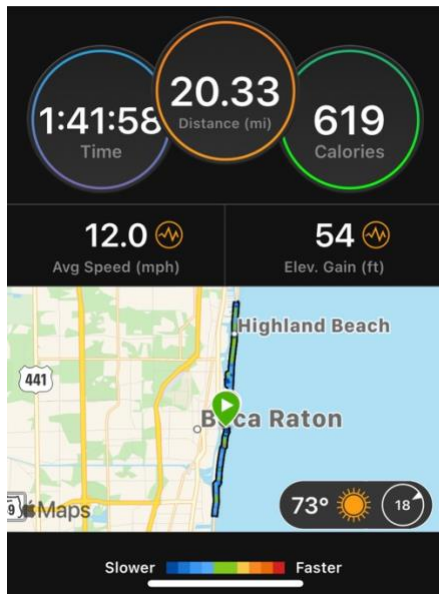 1:41:58
Time
20.33
Distance (mi)
619
Calories
12.0
Avg Speed (mph)
54
Elev. Gain (ft)
Highland Beach
441
Boca Raton
Maps
73°
18
Slower
Faster